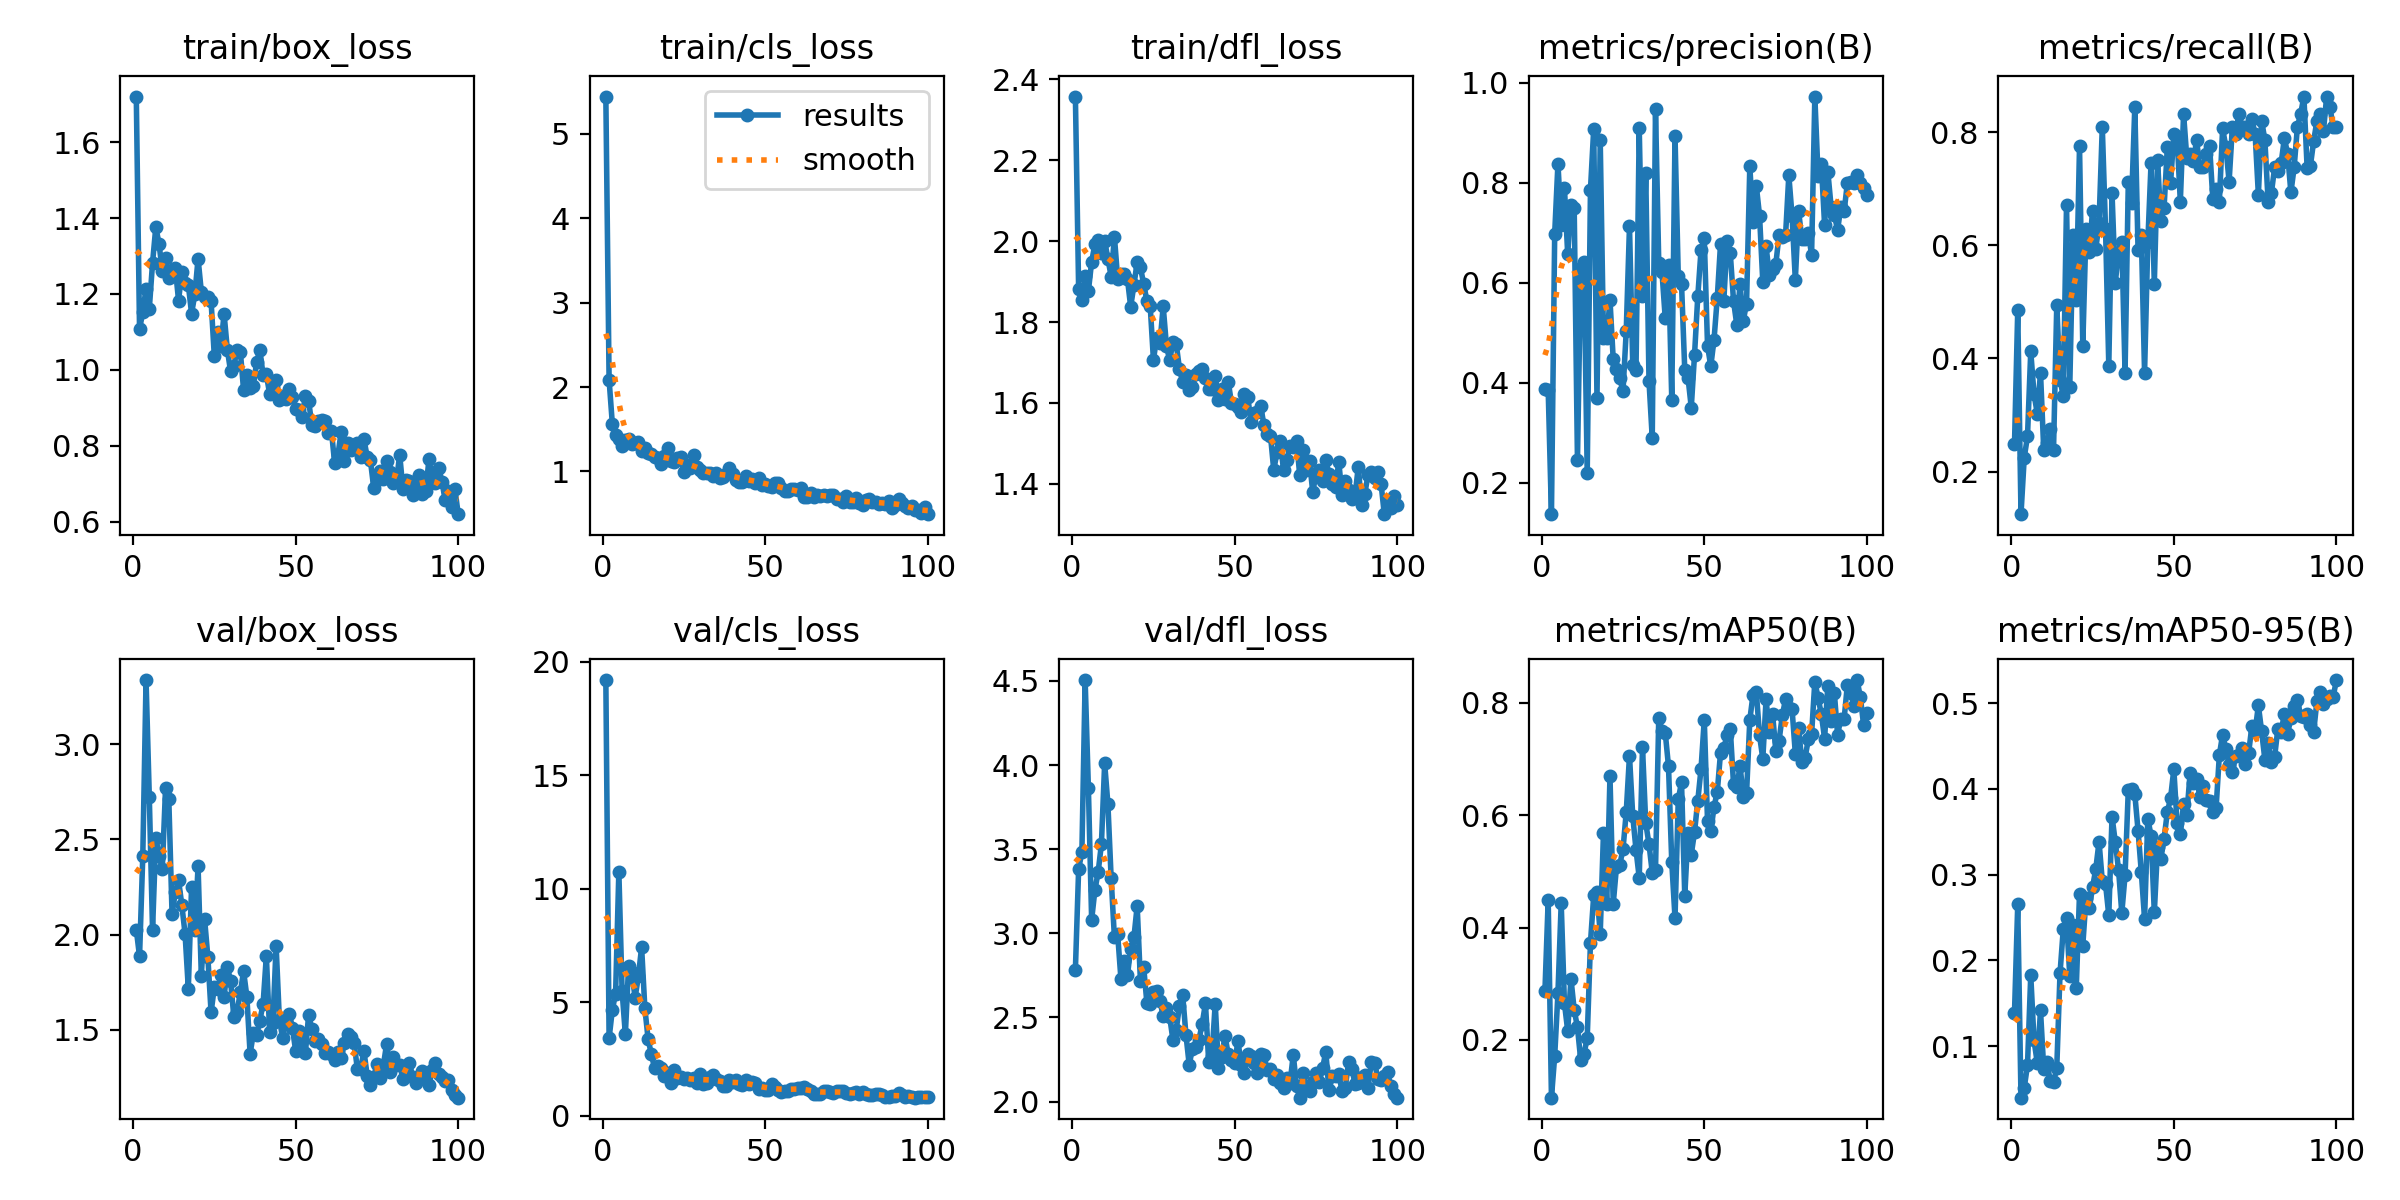 train/box_loss
1.6
1.4
1.2
1.0
0.8
0.6
0 50 100
train/cls_loss
results
smooth
5
4
3
2
1
0 50 100
train/dfl_loss
2.4
2.2
2.0
1.8
1.6
1.4
0 50 100
metrics/precision(B)
1.0
0.8
0.6
0.4
0.2
0 50 100
metrics/recall(B)
0.8
0.6
0.4
0.2
0 50 100
val/box_loss
3.0
2.5
2.0
1.5
0 50 100
val/cls_loss
20
15
10
5
0
0 50 100
val/dfl_loss
4.5
4.0
3.5
3.0
2.5
2.0
0 50 100
metrics/mAP50(B)
0.8
0.6
0.4
0.2
0 50 100
metrics/mAP50-95(B)
0.5
0.4
0.3
0.2
0.1
0 50 100